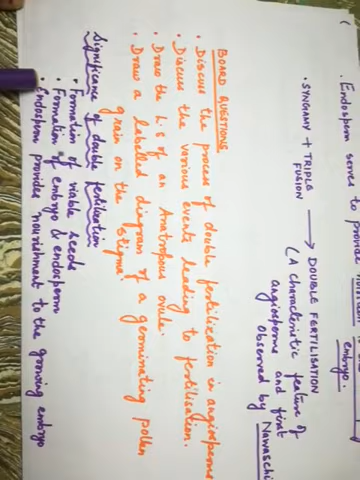 . Endosperm serves to provide
embryo.
. SYNGAMY + TRIPLE FUSION → DOUBLE FERTILISATION
(A characteristic feature of
angiosperms and first
observed by Nawaschi
BOARD QUESTIONS
. Discuss the process of double fertilization in angiosperms
. Discuss the various events leading to fertilisation.
. Draw the L.S of an Anatropous ovule.
. Draw a labelled diagram of a germinating pollen
grain on the stigma.
Significance of double fertilization
. Formation of viable seeds
. Formation of embryo & endosperm
. Endosperm provides nourishment to the growing embryo